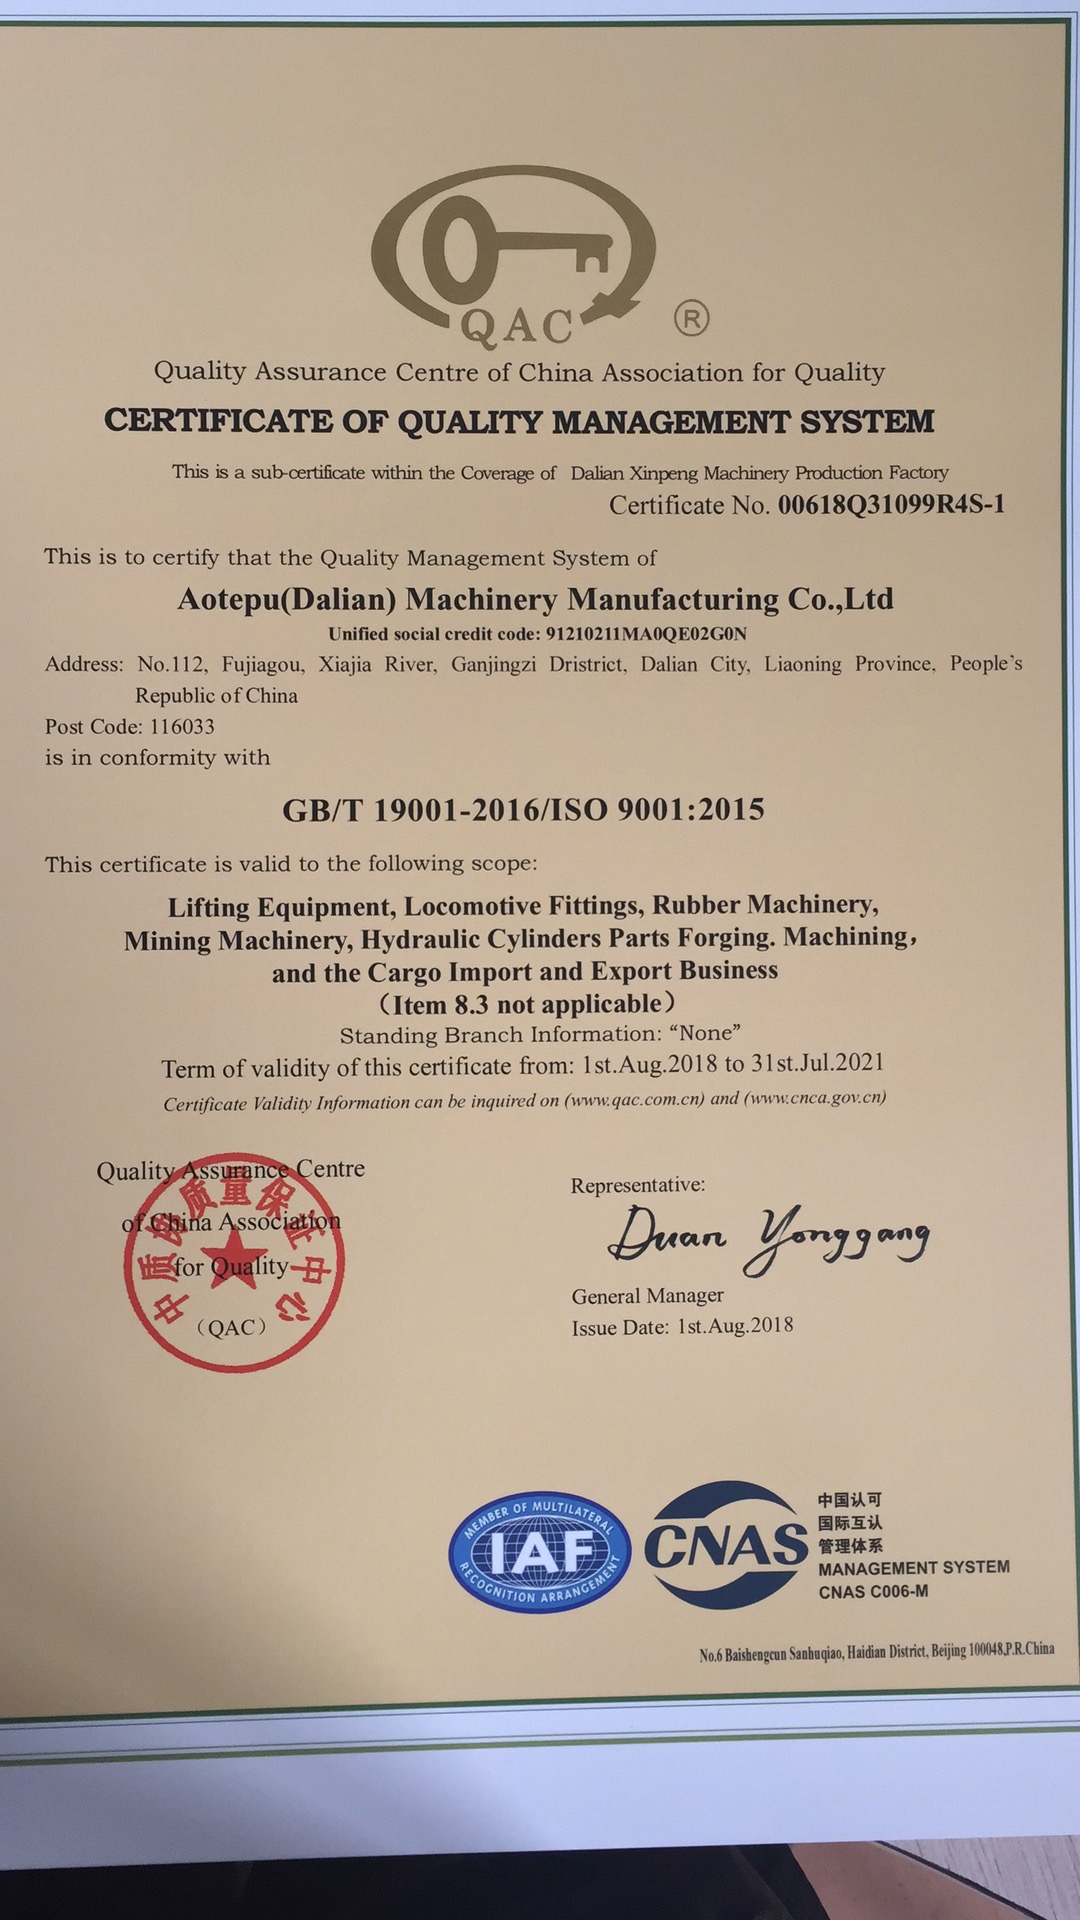 QAC
®
Quality Assurance Centre of China Association for Quality
CERTIFICATE OF QUALITY MANAGEMENT SYSTEM
This is a sub-certificate within the Coverage of Dalian Xinpeng Machinery Production Factory
Certificate No. 00618Q31099R4S-1
This is to certify that the Quality Management System of
Aotepu(Dalian) Machinery Manufacturing Co.,Ltd
Unified social credit code: 91210211MA0QE02G0N
Address: No.112, Fujiagou, Xiajia River, Ganjingzi Dristrict, Dalian City, Liaoning Province, People's
Republic of China
Post Code: 116033
is in conformity with
GB/T 19001-2016/ISO 9001:2015
This certificate is valid to the following scope:
Lifting Equipment, Locomotive Fittings, Rubber Machinery,
Mining Machinery, Hydraulic Cylinders Parts Forging. Machining,
and the Cargo Import and Export Business
（Item 8.3 not applicable）
Standing Branch Information: “None”
Term of validity of this certificate from: 1st.Aug.2018 to 31st.Jul.2021
Certificate Validity Information can be inquired on (www.qac.com.cn) and (www.cnca.gov.cn)
Quality Assurance Centre
of China Association
for Quality
（QAC）
中质协质量保证中心
Representative:
Duan Yonggang
General Manager
Issue Date: 1st.Aug.2018
MEMBER OF MULTILATERAL
IAF
RECOGNITION ARRANGEMENT
CNAS
中国认可
国际互认
管理体系
MANAGEMENT SYSTEM
CNAS C006-M
No.6 Baishengcun Sanhuqiao, Haidian District, Beijing 100048,P.R.China